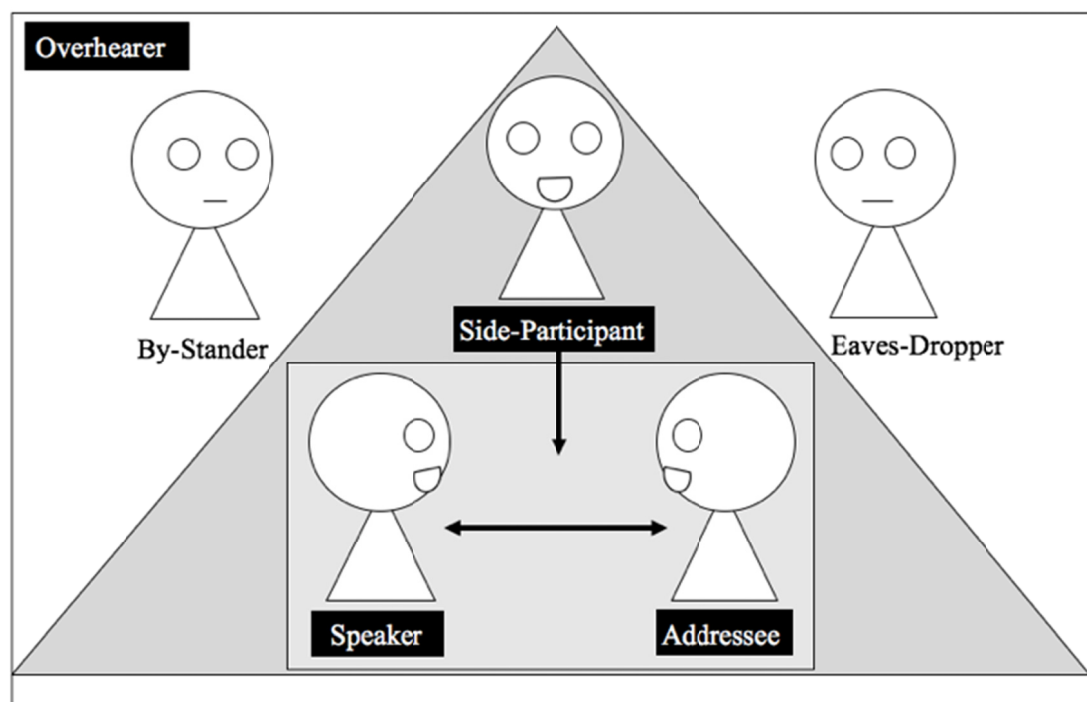 Overhearer
By-Stander
Side-Participant
Eaves-Dropper
Speaker
Addressee